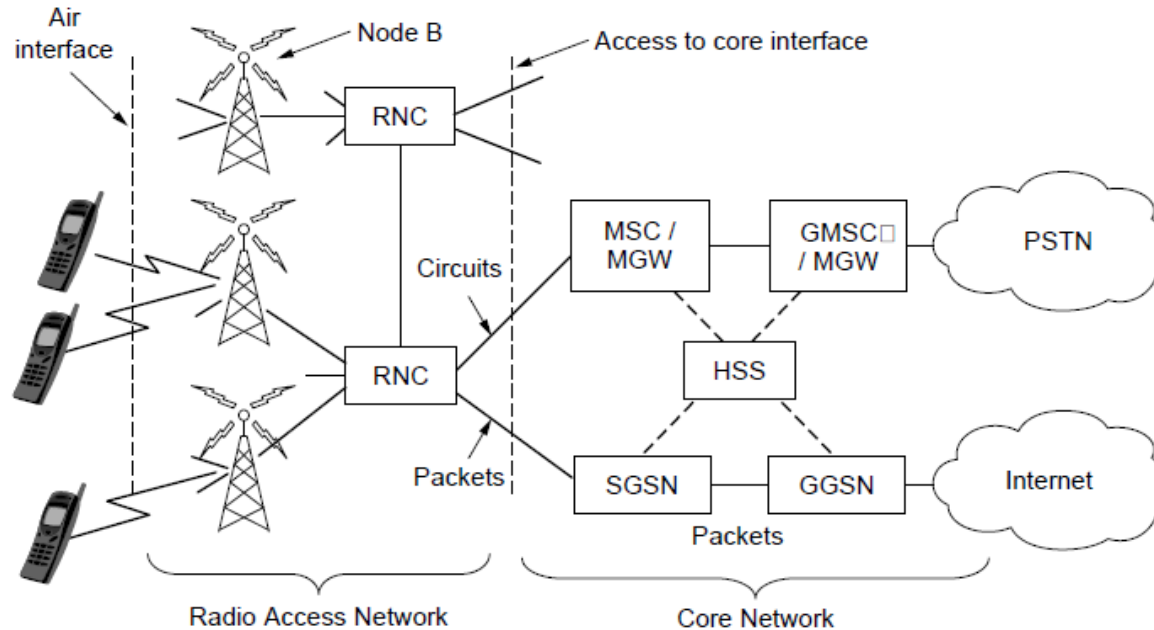 Air
interface
Node B
Access to core interface
RNC
MSC /
MGW
GMSC□
/ MGW
PSTN
Circuits
RNC
HSS
Packets
SGSN
GGSN
Internet
Packets
Radio Access Network
Core Network